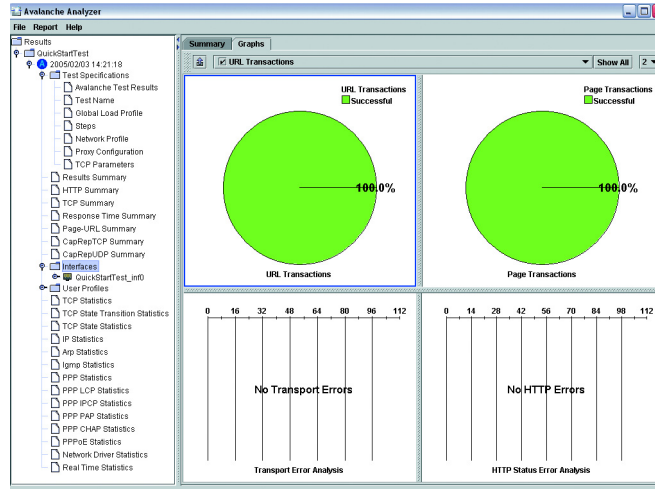 Avalanche Analyzer
File Report Help
Results
QuickStartTest
2005/02/03 14:21:18
Test Specifications
Avalanche Test Results
Test Name
Global Load Profile
Steps
Network Profile
Proxy Configuration
TCP Parameters
Results Summary
HTTP Summary
TCP Summary
Response Time Summary
Page-URL Summary
CapRepTCP Summary
CapRepUDP Summary
Interfaces
QuickStartTest_inf0
User Profiles
TCP Statistics
TCP State Transition Statistics
TCP State Statistics
IP Statistics
Arp Statistics
Igmp Statistics
PPP Statistics
PPP LCP Statistics
PPP IPCP Statistics
PPP PAP Statistics
PPP CHAP Statistics
PPPoE Statistics
Network Driver Statistics
Real Time Statistics
Summary Graphs
URL Transactions Show All 2
URL Transactions
Successful
100.0%
URL Transactions
Page Transactions
Successful
100.0%
Page Transactions
0 16 32 48 64 80 96 112
No Transport Errors
Transport Error Analysis
0 14 28 42 56 70 84 98 112
No HTTP Errors
HTTP Status Error Analysis